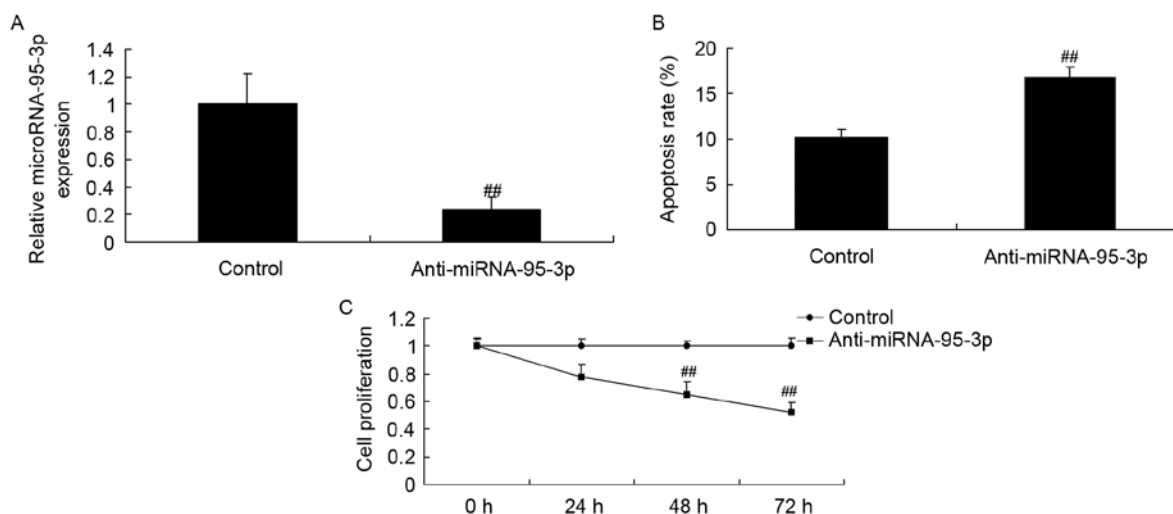 A
Relative microRNA-95-3p
expression
1.4
1.2
1
0.8
0.6
0.4
0.2
0
##
Control
Anti-miRNA-95-3p
B
Apoptosis rate (%)
20
15
10
5
0
##
Control
Anti-miRNA-95-3p
C
Cell proliferation
1.2
1
0.8
0.6
0.4
0.2
0
##
##
0 h
24 h
48 h
72 h
Control
Anti-miRNA-95-3p